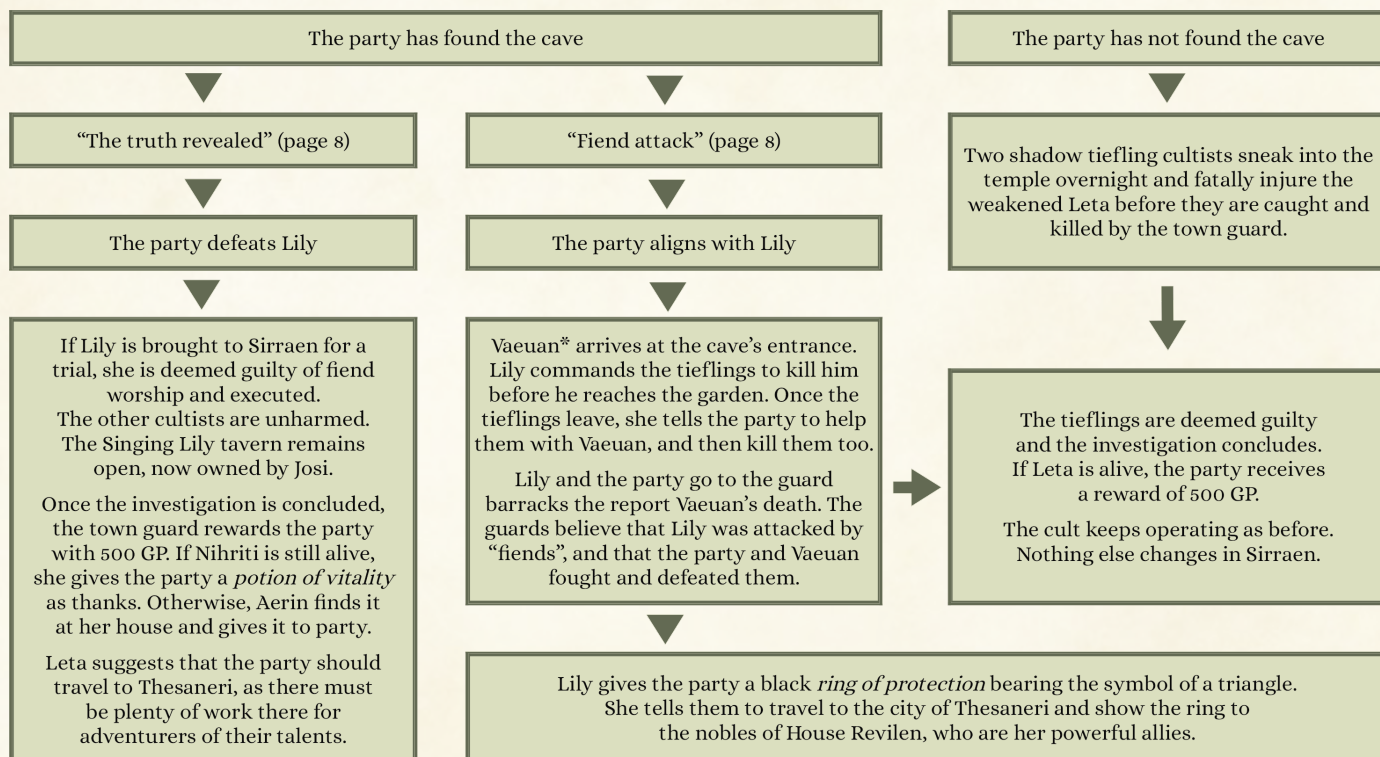 The party has found the cave
The party has not found the cave
“The truth revealed” (page 8)
“Fiend attack” (page 8)
Two shadow tiefling cultists sneak into the
temple overnight and fatally injure the
weakened Leta before they are caught and
killed by the town guard.
The party defeats Lily
The party aligns with Lily
If Lily is brought to Sirraen for a
trial, she is deemed guilty of fiend
worship and executed.
The other cultists are unharmed.
The Singing Lily tavern remains
open, now owned by Josi.
Once the investigation is concluded,
the town guard rewards the party
with 500 GP. If Nihriti is still alive,
she gives the party a potion of vitality
as thanks. Otherwise, Aerin finds it
at her house and gives it to party.
Leta suggests that the party should
travel to Thesaneri, as there must
be plenty of work there for
adventurers of their talents.
Vaeuan* arrives at the cave’s entrance.
Lily commands the tieflings to kill him
before he reaches the garden. Once the
tieflings leave, she tells the party to help
them with Vaeuan, and then kill them too.
Lily and the party go to the guard
barracks the report Vaeuan’s death. The
guards believe that Lily was attacked by
“fiends”, and that the party and Vaeuan
fought and defeated them.
The tieflings are deemed guilty
and the investigation concludes.
If Leta is alive, the party receives
a reward of 500 GP.
The cult keeps operating as before.
Nothing else changes in Sirraen.
Lily gives the party a black ring of protection bearing the symbol of a triangle.
She tells them to travel to the city of Thesaneri and show the ring to
the nobles of House Revilen, who are her powerful allies.